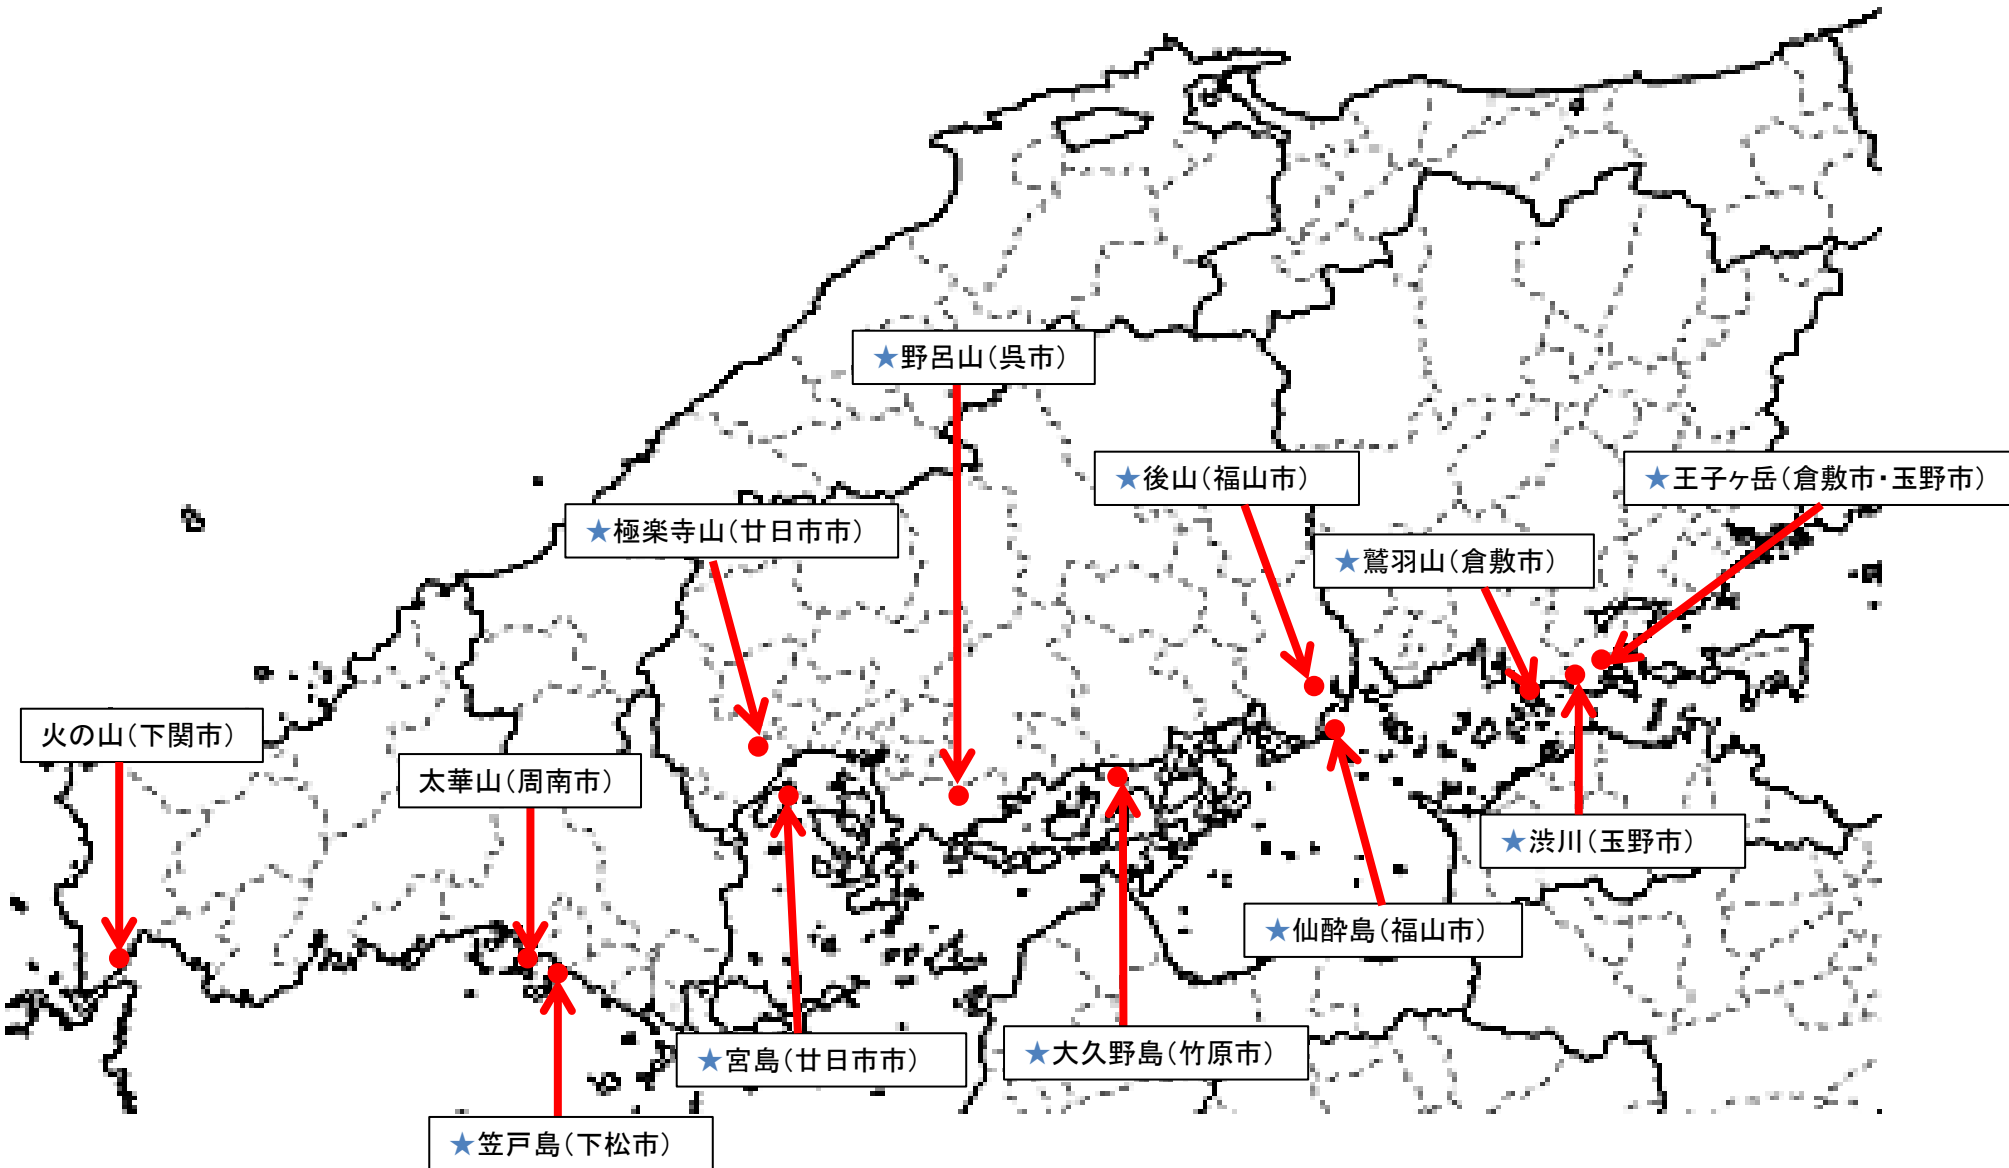 ★野呂山(呉市)
★後山(福山市)
★王子ヶ岳(倉敷市・玉野市)
★極楽寺山(廿日市市)
★鷲羽山(倉敷市)
火の山(下関市)
太華山(周南市)
★渋川(玉野市)
★仙酔島(福山市)
★宮島(廿日市市)
★大久野島(竹原市)
★笠戸島(下松市)